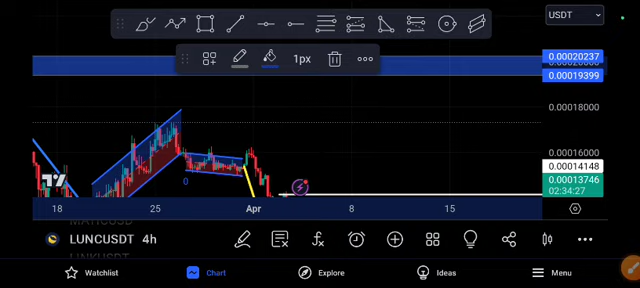 USDT
1px
0.00020237
0.00019399
0.00018000
0.00016000
0.00014148
0.00013746
02:34:27
0
18
25
Apr
8
15
LUNCUSDT 4h
Watchlist
Chart
Explore
Ideas
Menu